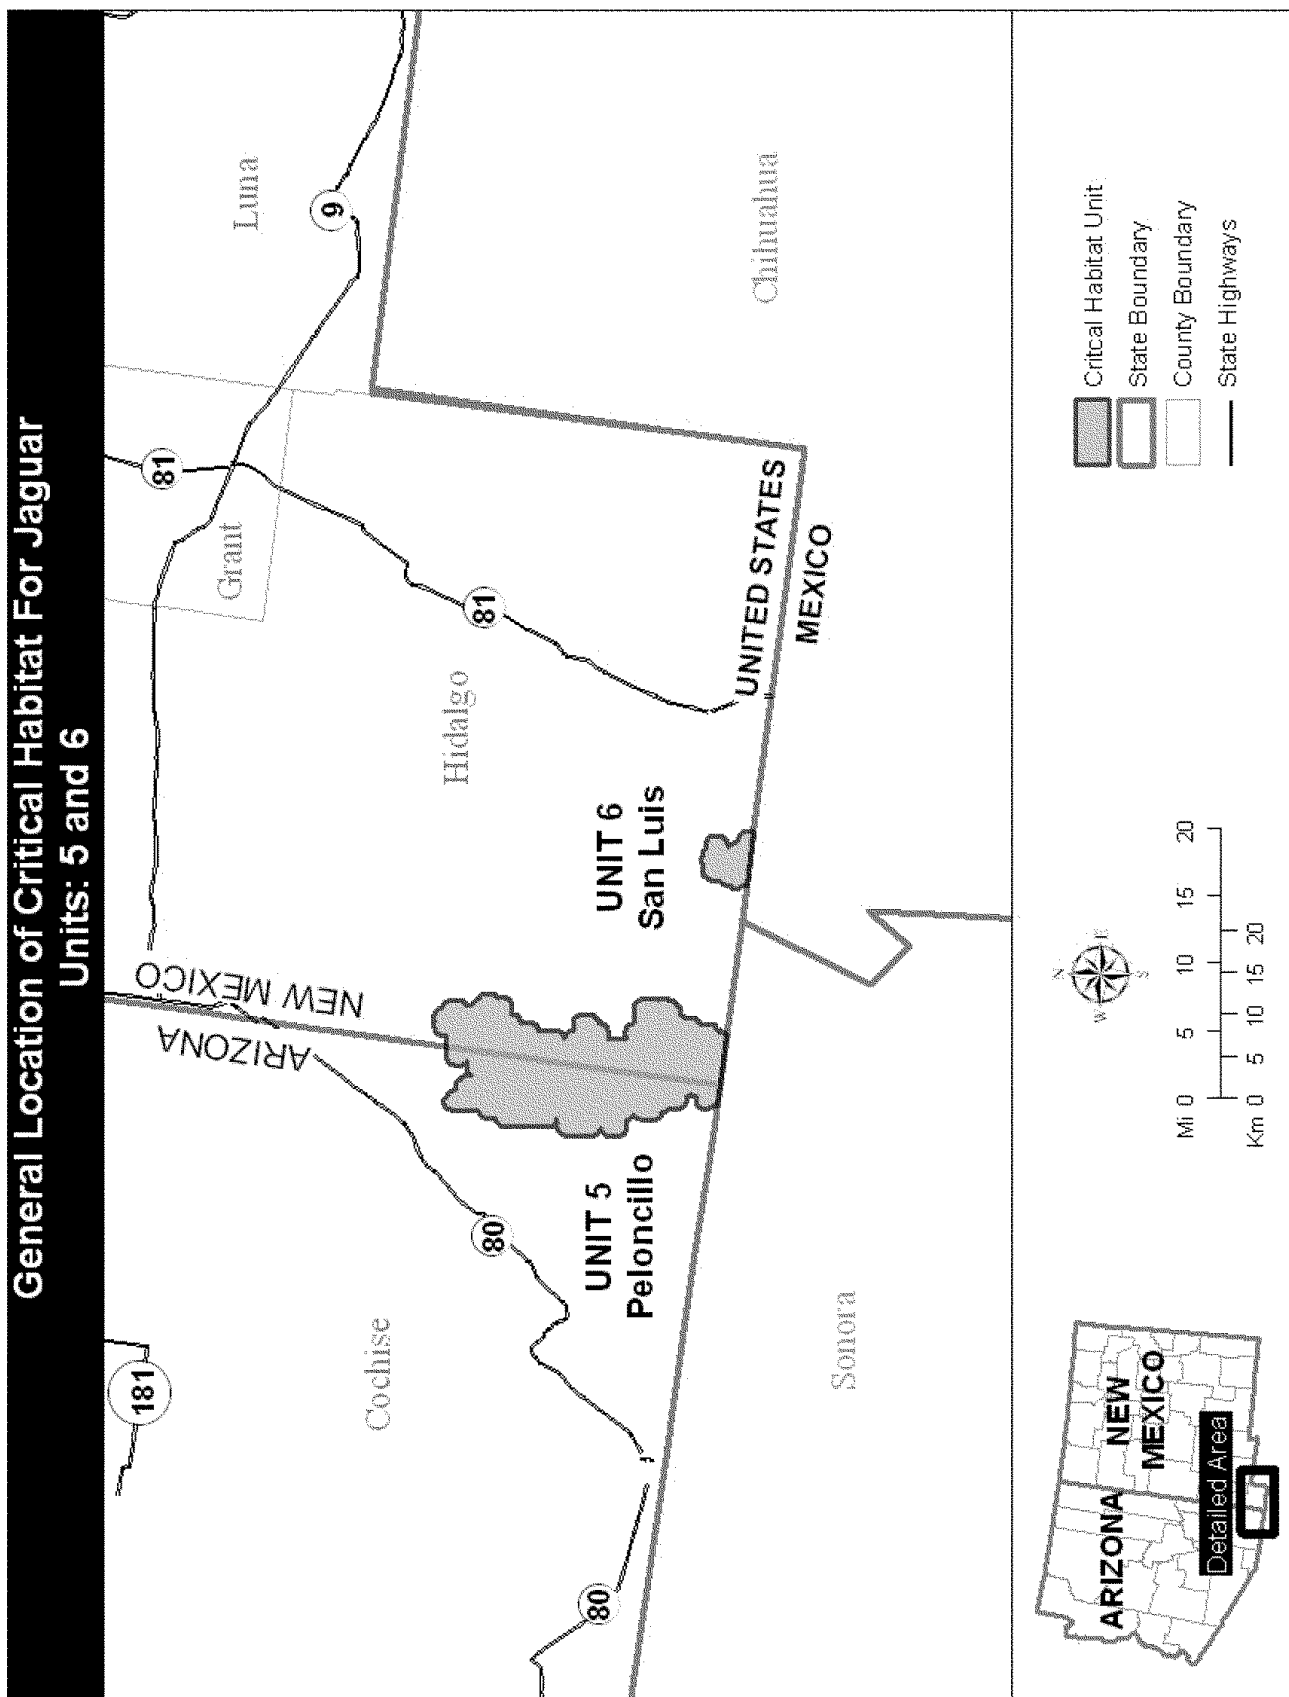 General Location of Critical Habitat For Jaguar
Units: 5 and 6
181
80
80
Cochise
ARIZONA
NEW MEXICO
Grant
81
Luna
9
Hidalgo
81
UNIT 5
Peloncillo
UNIT 6
San Luis
UNITED STATES
MEXICO
Sonora
Chihuahua
ARIZONA
NEW
MEXICO
Detailed Area
N
W
E
S
Mi 0 5 10 15 20
Km 0 5 10 15 20
Critcal Habitat Unit
State Boundary
County Boundary
State Highways